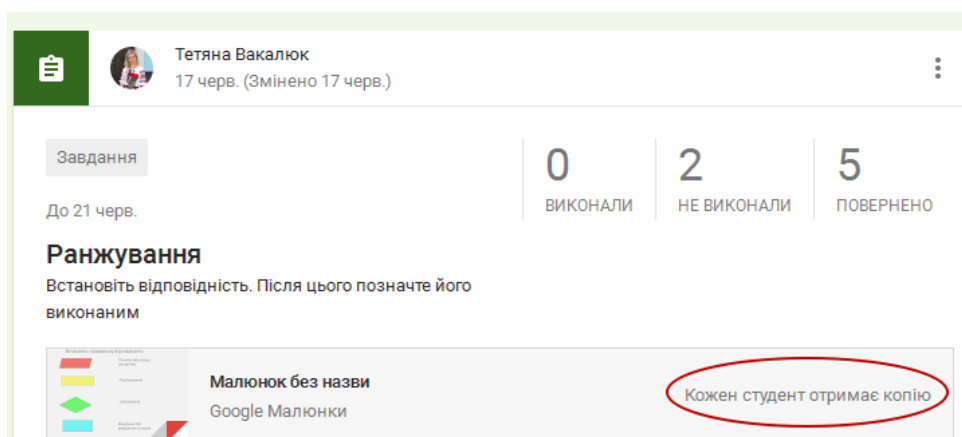 Тетяна Вакалюк
17 черв. (Змінено 17 черв.)
Завдання
До 21 черв.
0
ВИКОНАЛИ
2
НЕ ВИКОНАЛИ
5
ПОВЕРНЕНО
Ранжування
Встановіть відповідність. Після цього позначте його
виконаним
Малюнок без назви
Google Малюнки
Кожен студент отримає копію